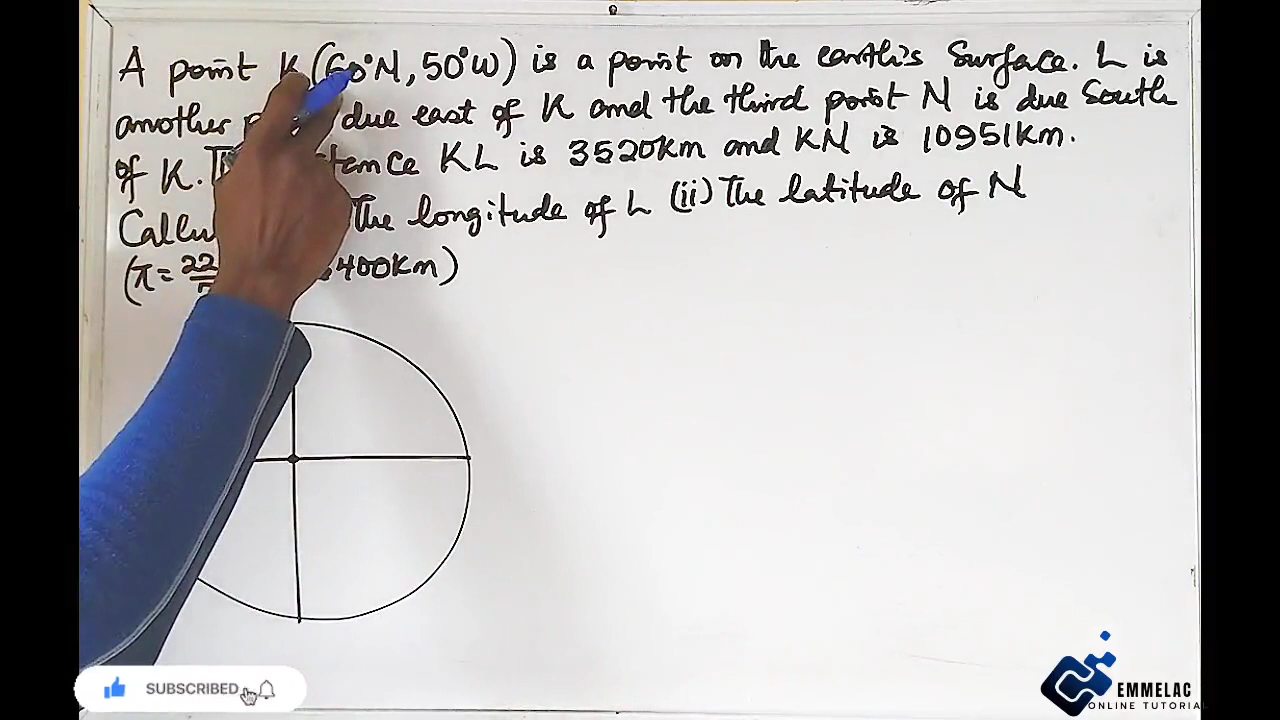 A point K (60°N, 50°W) is a point on the earth's surface. L is
another due east of K and the third point N is due South
of K. KL is 3520km and KN is 10951km.
The longitude of L (ii) The latitude of N
(π = 22 400km)
SUBSCRIBED
EMMELAC
ONLINE TUTORIAL